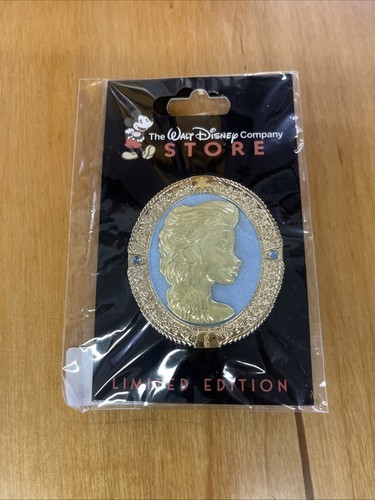 The WALT DISNEY Company
STORE
LIMITED EDITION